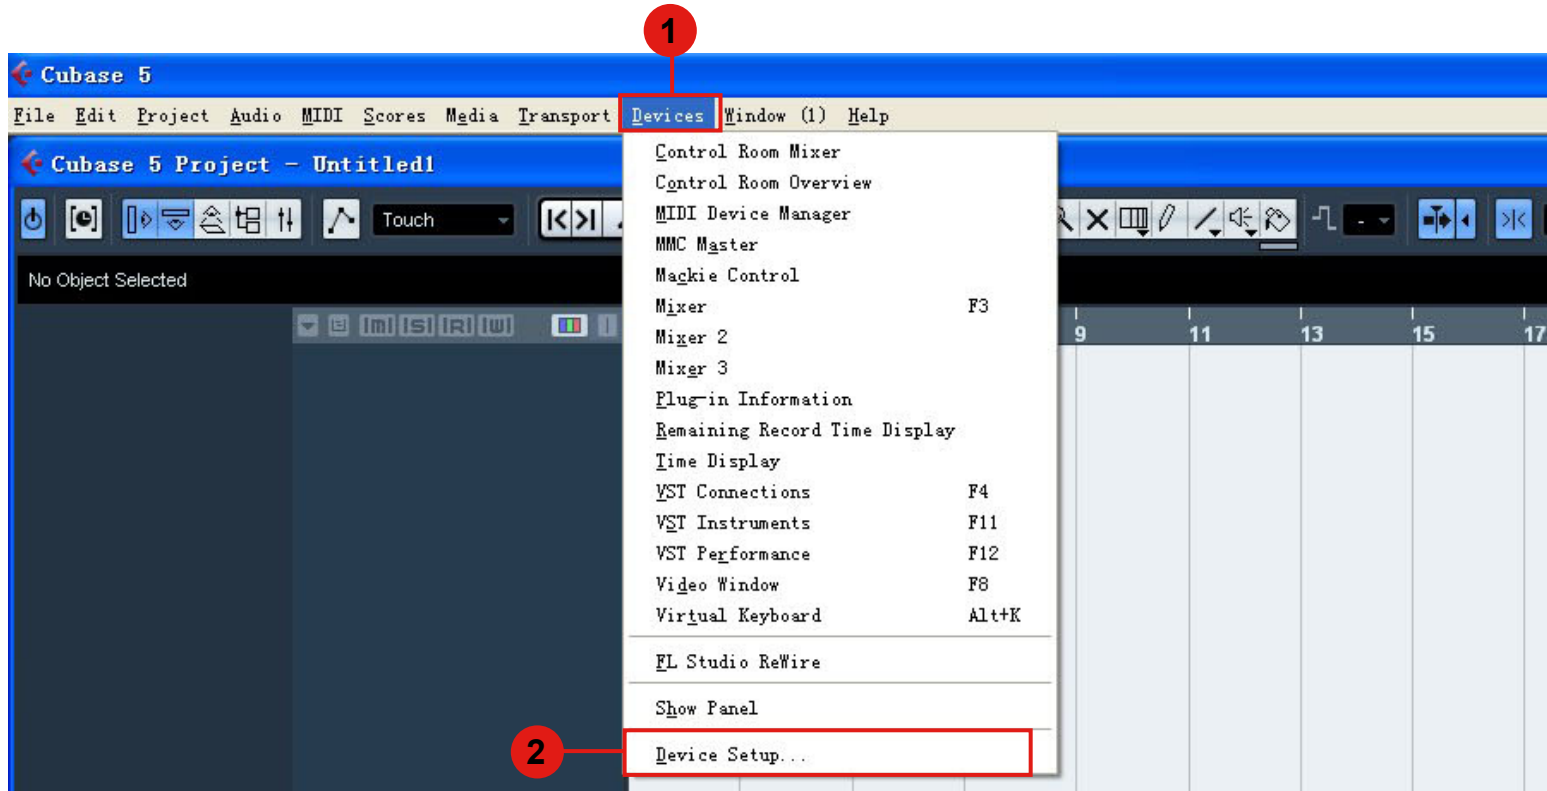 1
Cubase 5
File Edit Project Audio MIDI Scores Media Transport Devices Window (1) Help
Cubase 5 Project - Untitled1
Touch
No Object Selected
m S R W
9 11 13 15 17
Control Room Mixer
Control Room Overview
MIDI Device Manager
MMC Master
Mackie Control
Mixer F3
Mixer 2
Mixer 3
Plug-in Information
Remaining Record Time Display
Time Display
VST Connections F4
VST Instruments F11
VST Performance F12
Video Window F8
Virtual Keyboard Alt+K
FL Studio ReWire
Show Panel
2
Device Setup...